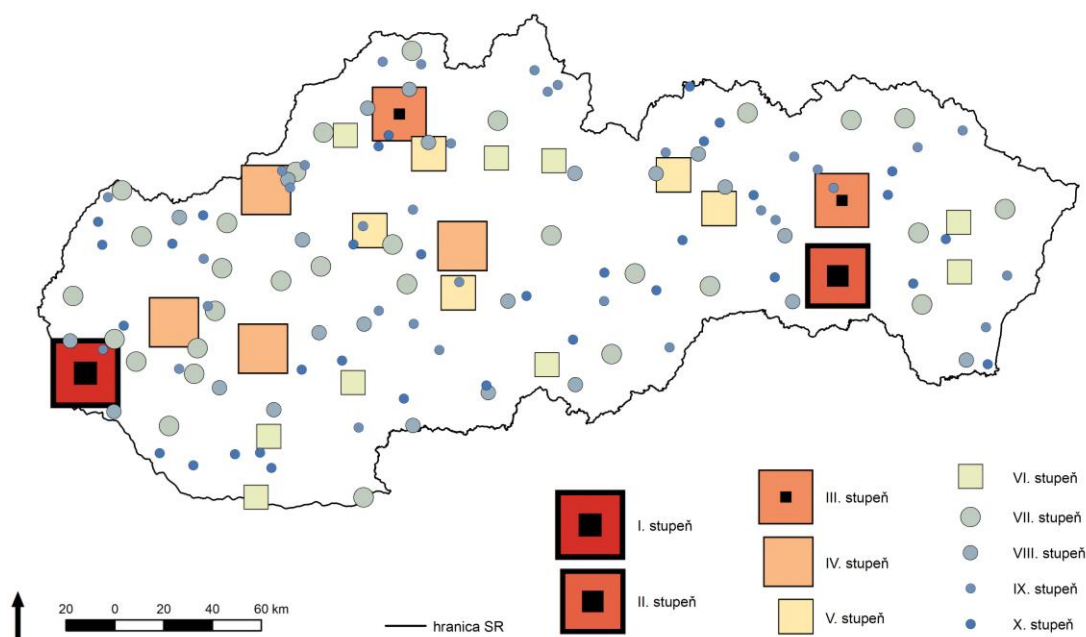 I. stupeň
II. stupeň
III. stupeň
IV. stupeň
V. stupeň
VI. stupeň
VII. stupeň
VIII. stupeň
IX. stupeň
X. stupeň
20 0 20 40 60 km
hranica SR